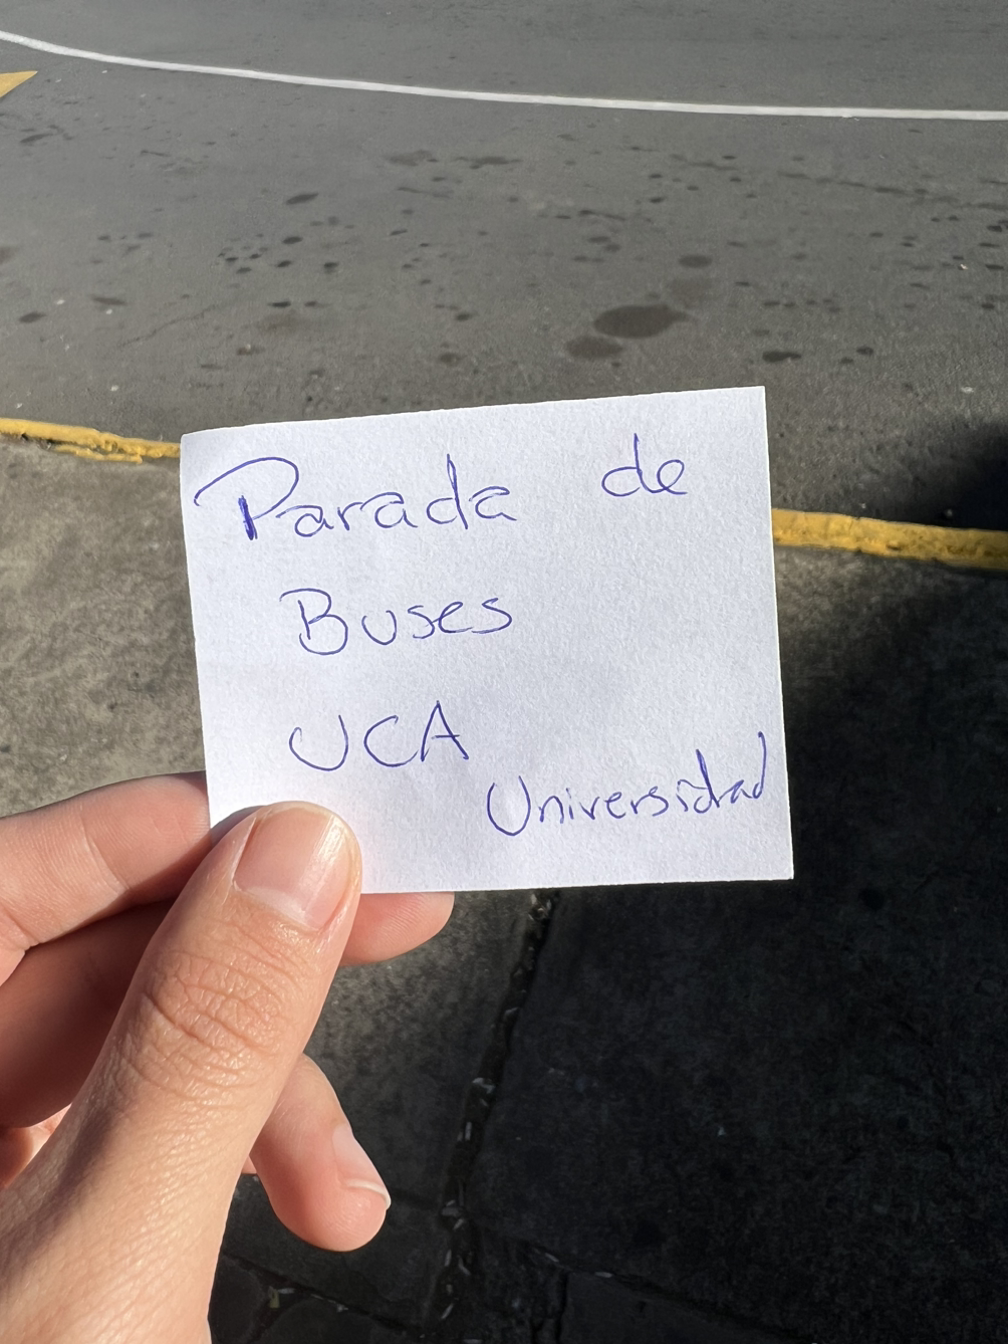 Parada de
Buses
UCA
Universidad